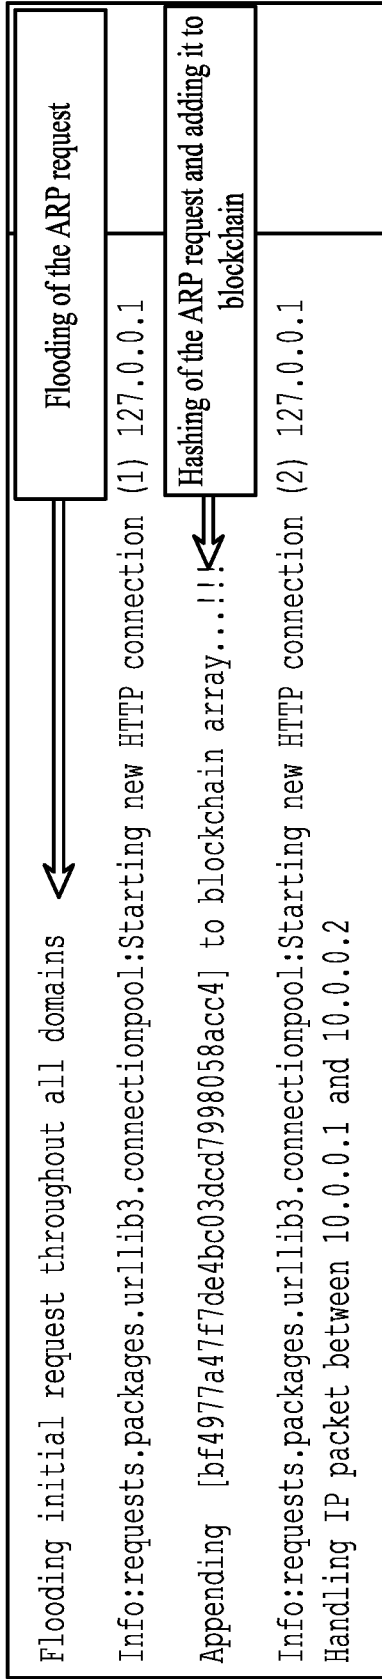 Flooding initial request throughout all domains
Flooding of the ARP request
Info:requests.packages.urllib3.connectionpool:Starting new HTTP connection (1) 127.0.0.1
Appending [bf4977a47f7de4bc03dcd7998058acc4] to blockchain array...!!!
Hashing of the ARP request and adding it to
blockchain
Info:requests.packages.urllib3.connectionpool:Starting new HTTP connection (2) 127.0.0.1
Handling IP packet between 10.0.0.1 and 10.0.0.2